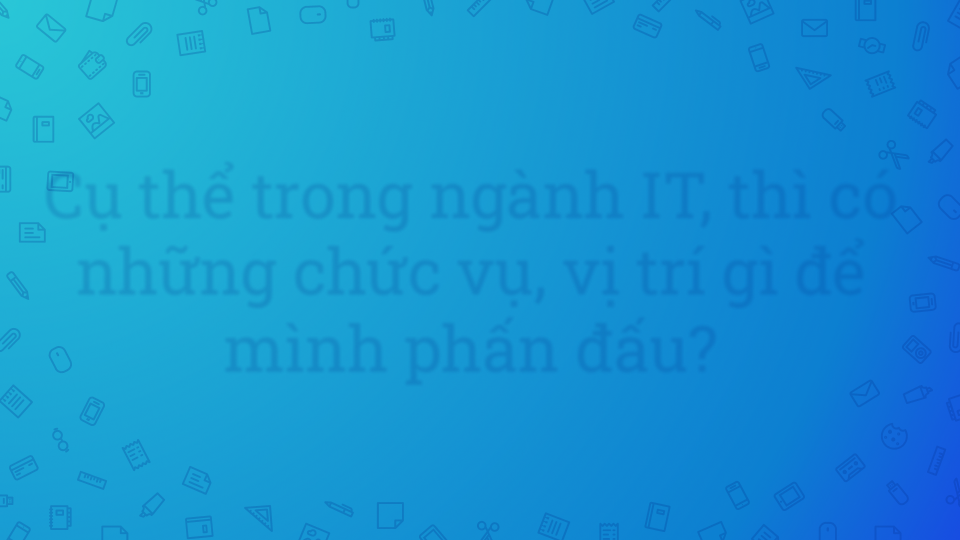 Cụ thể trong ngành IT, thì có
những chức vụ, vị trí gì để
mình phấn đấu?